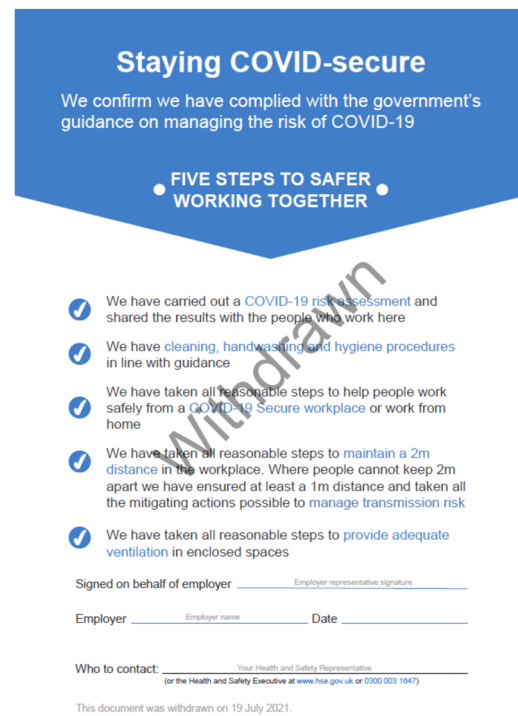 Staying COVID-secure
We confirm we have complied with the government's
guidance on managing the risk of COVID-19
FIVE STEPS TO SAFER
WORKING TOGETHER
We have carried out a COVID-19 risk assessment and
shared the results with the people who work here
We have cleaning, handwashing and hygiene procedures
in line with guidance
We have taken all reasonable steps to help people work
safely from a COVID-19 Secure workplace or work from
home
We have taken all reasonable steps to maintain a 2m
distance in the workplace. Where people cannot keep 2m
apart we have ensured at least a 1m distance and taken all
the mitigating actions possible to manage transmission risk
We have taken all reasonable steps to provide adequate
ventilation in enclosed spaces
Withdrawn
Signed on behalf of employer Employer representative signature
Employer Employer name Date
Who to contact: Your Health and Safety Representative
(or the Health and Safety Executive at www.hse.gov.uk or 0300 003 1647)
This document was withdrawn on 19 July 2021.